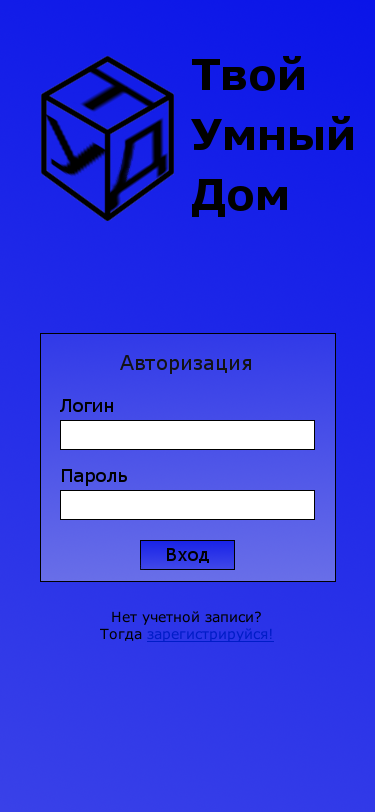 Твой
Умный
Дом
Т
У Д
Авторизация
Логин
Пароль
Вход
Нет учетной записи?
Тогда зарегистрируйся!